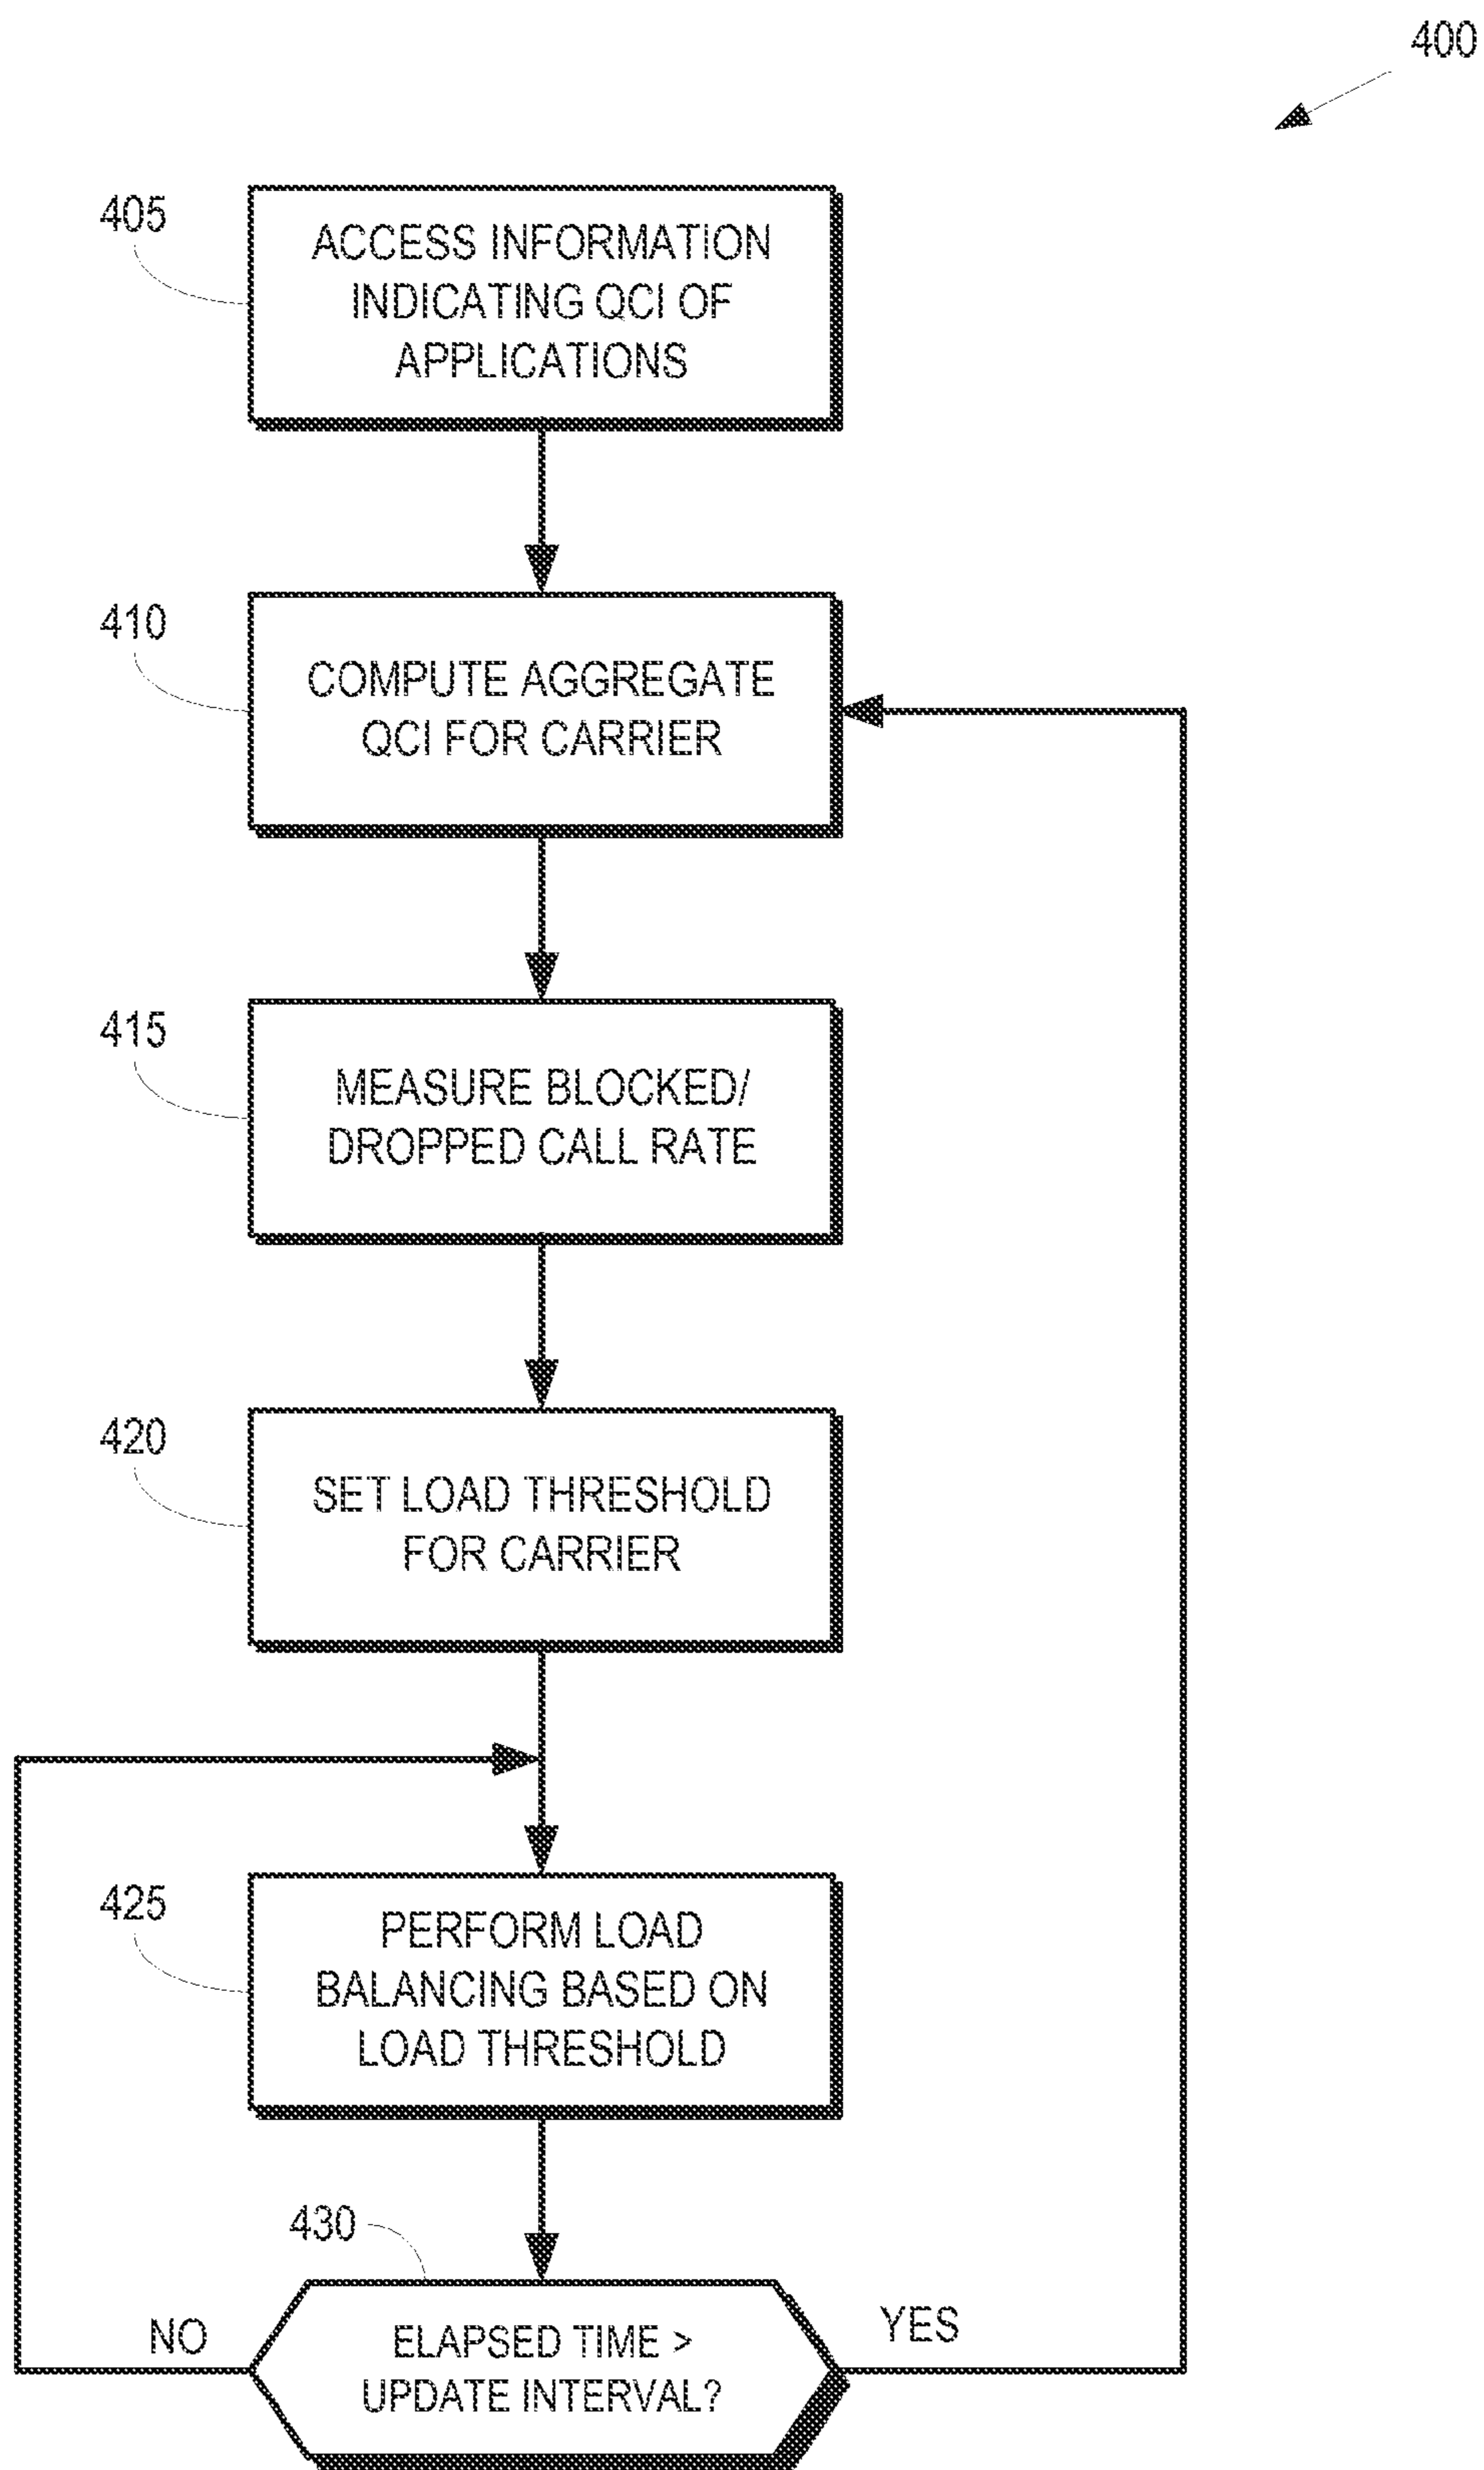 400
405
ACCESS INFORMATION
INDICATING QCI OF
APPLICATIONS
410
COMPUTE AGGREGATE
QCI FOR CARRIER
415
MEASURE BLOCKED/
DROPPED CALL RATE
420
SET LOAD THRESHOLD
FOR CARRIER
425
PERFORM LOAD
BALANCING BASED ON
LOAD THRESHOLD
430
NO
ELAPSED TIME >
UPDATE INTERVAL?
YES